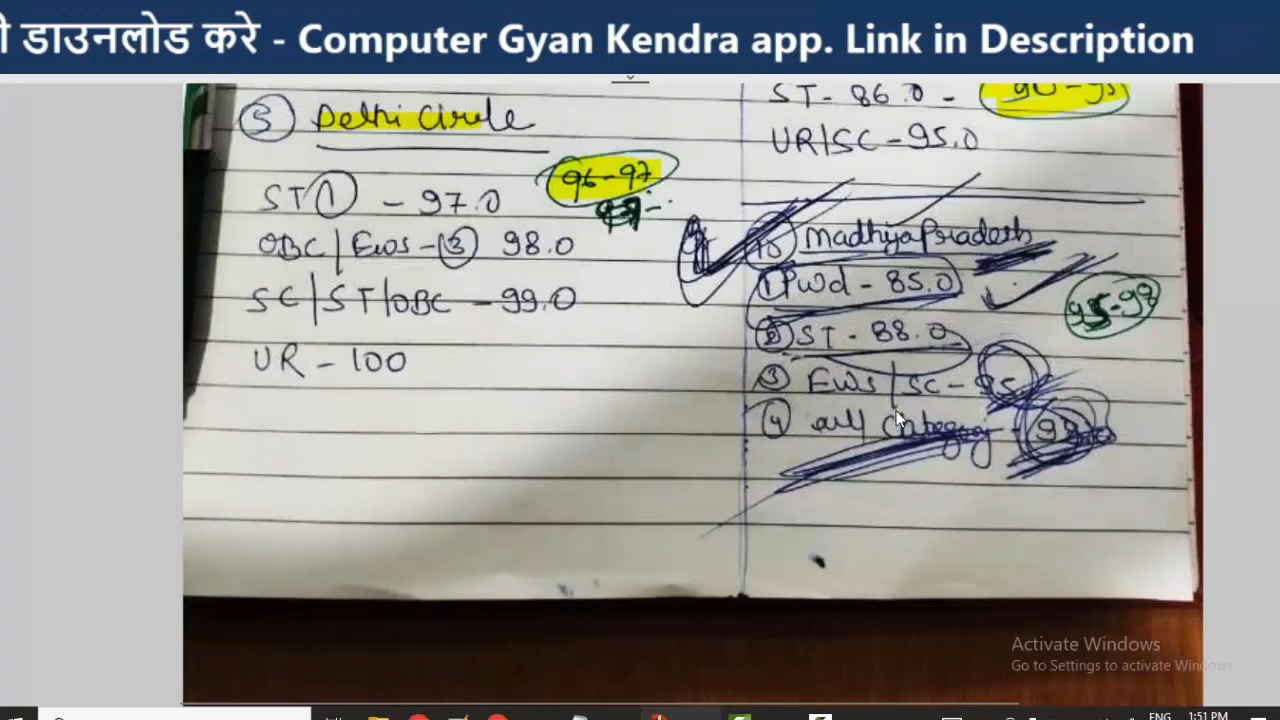 ी डाउनलोड करे - Computer Gyan Kendra app. Link in Description
5 Delhi Circle
96-97
ST 1 - 97.0
OBC/EWS - 3 98.0
SC/ST/OBC - 99.0
UR - 100
ST - 86.0 -
UR/SC - 95.0
10 Madhya Pradesh
1 Pwd - 85.0
2 ST - 88.0
3 EWS/SC - 95
4 all Category - 98
Activate Windows
Go to Settings to activate Windows
ENG
1:51 PM